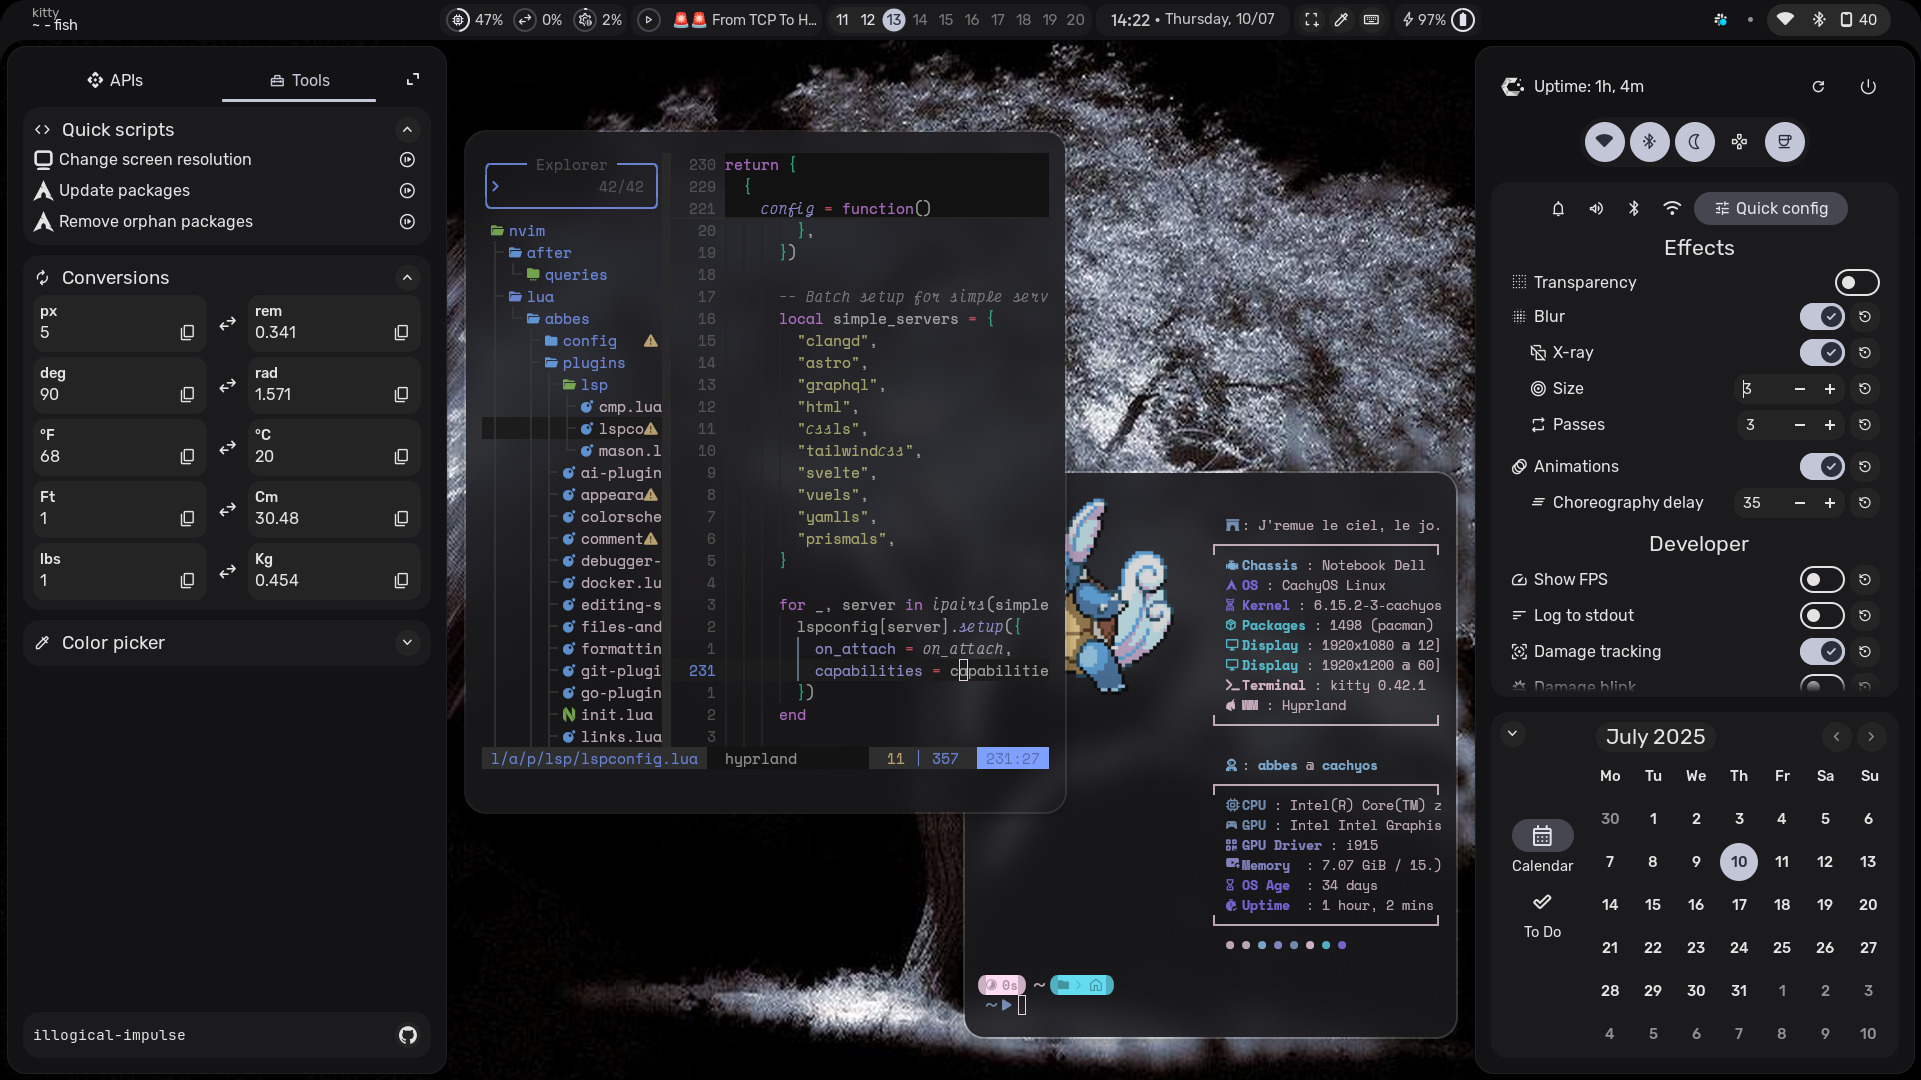 kitty
~ - fish
47%
0%
2%
🚨🚨 From TCP To H...
11 12 13 14 15 16 17 18 19 20
14:22 • Thursday, 10/07
97%
40
APIs
Tools
Quick scripts
Change screen resolution
Update packages
Remove orphan packages
Conversions
px
5
rem
0.341
deg
90
rad
1.571
°F
68
°C
20
Ft
1
Cm
30.48
lbs
1
Kg
0.454
Color picker
illogical-impulse
Explorer
42/42
nvim
after
queries
lua
abbes
config
plugins
lsp
cmp.lua
lspco
mason.l
ai-plugin
appeara
colorsche
comment
debugger-
docker.lu
editing-s
files-and
formattin
git-plugi
go-plugin
init.lua
links.lua
230 return {
229 {
221 config = function()
20 },
19 })
18
17 -- Batch setup for simple serv
16 local simple_servers = {
15 "clangd",
14 "astro",
13 "graphql",
12 "html",
11 "cssls",
10 "tailwindcss",
9 "svelte",
8 "vuels",
7 "yamlls",
6 "prismals",
5 }
4
3 for _, server in ipairs(simple
2 lspconfig[server].setup({
1 on_attach = on_attach,
231 capabilities = capabilitie
1 })
2 end
3
l/a/p/lsp/lspconfig.lua hyprland 11 | 357 231:27
: J'remue le ciel, le jo.
Chassis : Notebook Dell
OS : CachyOS Linux
Kernel : 6.15.2-3-cachyos
Packages : 1498 (pacman)
Display : 1920x1080 @ 12]
Display : 1920x1200 @ 60]
Terminal : kitty 0.42.1
WM : Hyprland
: abbes @ cachyos
CPU : Intel(R) Core(TM) z
GPU : Intel Intel Graphis
GPU Driver : i915
Memory : 7.07 GiB / 15.)
OS Age : 34 days
Uptime : 1 hour, 2 mins
0s ~
~
Uptime: 1h, 4m
Quick config
Effects
Transparency
Blur
X-ray
Size
3
Passes
3
Animations
Choreography delay
35
Developer
Show FPS
Log to stdout
Damage tracking
Damage blink
July 2025
Calendar
To Do
Mo Tu We Th Fr Sa Su
30 1 2 3 4 5 6
7 8 9 10 11 12 13
14 15 16 17 18 19 20
21 22 23 24 25 26 27
28 29 30 31 1 2 3
4 5 6 7 8 9 10